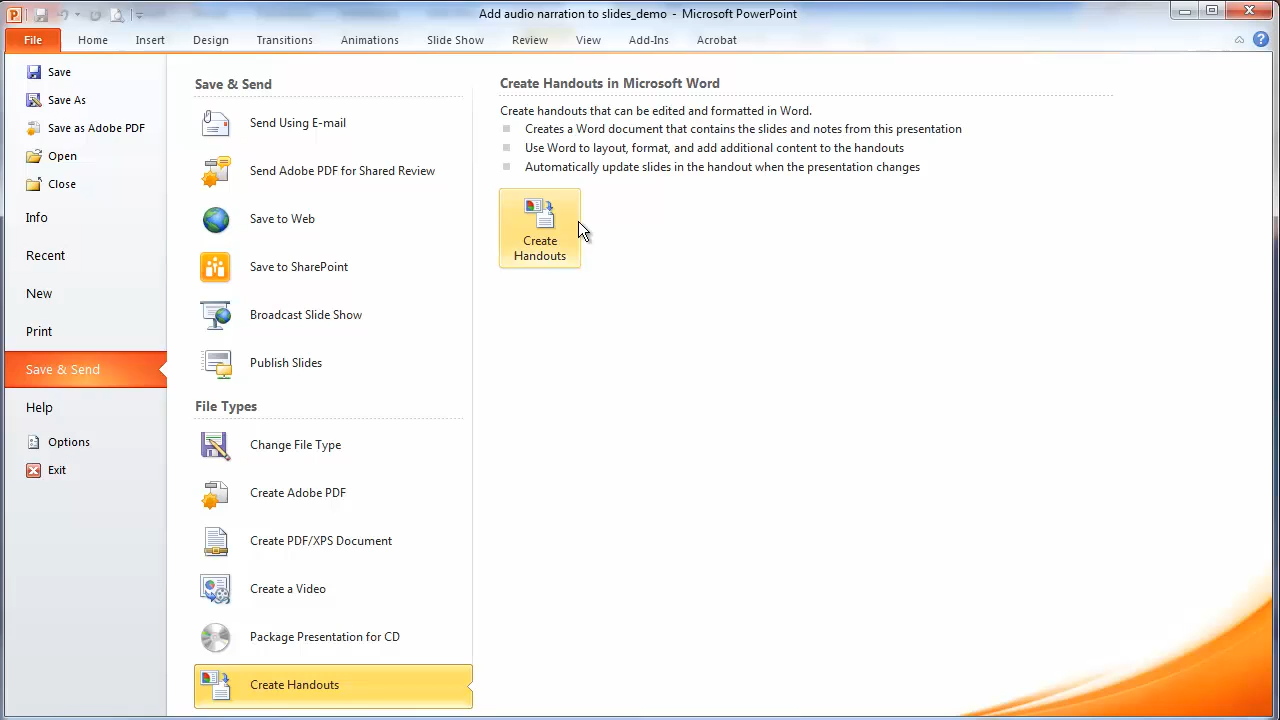 Add audio narration to slides_demo - Microsoft PowerPoint
File Home Insert Design Transitions Animations Slide Show Review View Add-Ins Acrobat
Save
Save As
Save as Adobe PDF
Open
Close
Info
Recent
New
Print
Save & Send
Help
Options
Exit
Save & Send
Send Using E-mail
Send Adobe PDF for Shared Review
Save to Web
Save to SharePoint
Broadcast Slide Show
Publish Slides
File Types
Change File Type
Create Adobe PDF
Create PDF/XPS Document
Create a Video
Package Presentation for CD
Create Handouts
Create Handouts in Microsoft Word
Create handouts that can be edited and formatted in Word.
Creates a Word document that contains the slides and notes from this presentation
Use Word to layout, format, and add additional content to the handouts
Automatically update slides in the handout when the presentation changes
Create
Handouts